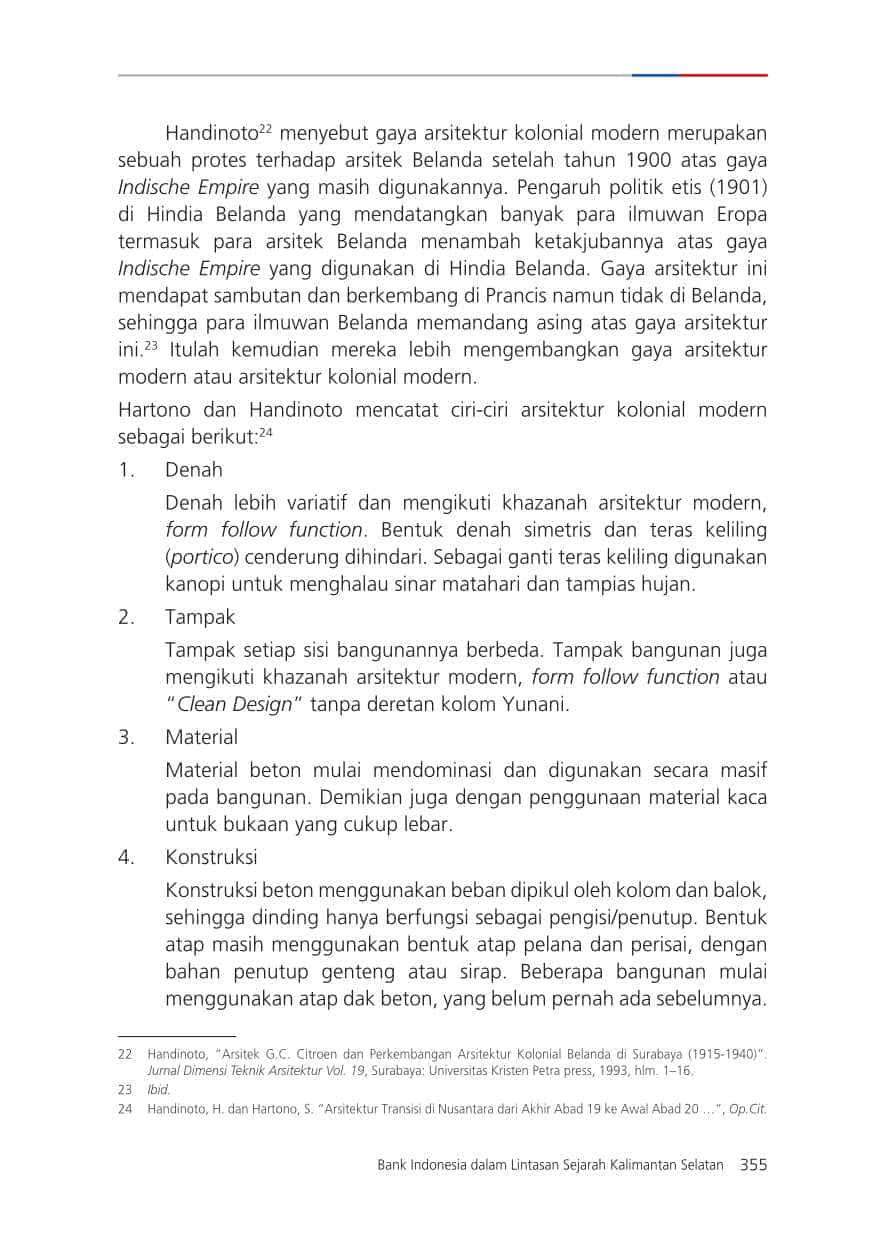 Handinoto22 menyebut gaya arsitektur kolonial modern merupakan
sebuah protes terhadap arsitek Belanda setelah tahun 1900 atas gaya
Indische Empire yang masih digunakannya. Pengaruh politik etis (1901)
di Hindia Belanda yang mendatangkan banyak para ilmuwan Eropa
termasuk para arsitek Belanda menambah ketakjubannya atas gaya
Indische Empire yang digunakan di Hindia Belanda. Gaya arsitektur ini
mendapat sambutan dan berkembang di Prancis namun tidak di Belanda,
sehingga para ilmuwan Belanda memandang asing atas gaya arsitektur
ini.23 Itulah kemudian mereka lebih mengembangkan gaya arsitektur
modern atau arsitektur kolonial modern.
Hartono dan Handinoto mencatat ciri-ciri arsitektur kolonial modern
sebagai berikut:24
1. Denah
Denah lebih variatif dan mengikuti khazanah arsitektur modern,
form follow function. Bentuk denah simetris dan teras keliling
(portico) cenderung dihindari. Sebagai ganti teras keliling digunakan
kanopi untuk menghalau sinar matahari dan tampias hujan.
2. Tampak
Tampak setiap sisi bangunannya berbeda. Tampak bangunan juga
mengikuti khazanah arsitektur modern, form follow function atau
“Clean Design” tanpa deretan kolom Yunani.
3. Material
Material beton mulai mendominasi dan digunakan secara masif
pada bangunan. Demikian juga dengan penggunaan material kaca
untuk bukaan yang cukup lebar.
4. Konstruksi
Konstruksi beton menggunakan beban dipikul oleh kolom dan balok,
sehingga dinding hanya berfungsi sebagai pengisi/penutup. Bentuk
atap masih menggunakan bentuk atap pelana dan perisai, dengan
bahan penutup genteng atau sirap. Beberapa bangunan mulai
menggunakan atap dak beton, yang belum pernah ada sebelumnya.
22 Handinoto, “Arsitek G.C. Citroen dan Perkembangan Arsitektur Kolonial Belanda di Surabaya (1915-1940)”.
Jurnal Dimensi Teknik Arsitektur Vol. 19, Surabaya: Universitas Kristen Petra press, 1993, hlm. 1–16.
23 Ibid.
24 Handinoto, H. dan Hartono, S. “Arsitektur Transisi di Nusantara dari Akhir Abad 19 ke Awal Abad 20 …”, Op.Cit.
Bank Indonesia dalam Lintasan Sejarah Kalimantan Selatan 355